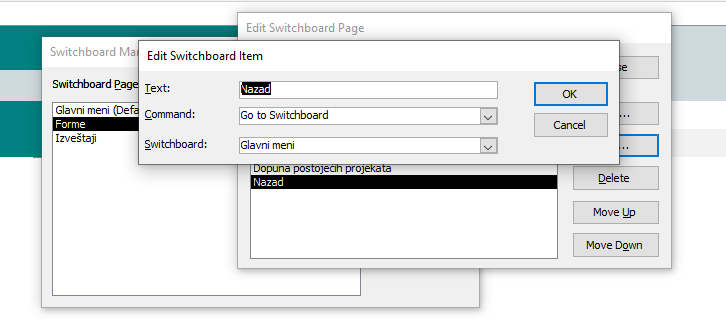 Edit Switchboard Page
Switchboard Ma
Edit Switchboard Item
Switchboard Page
Text:
Nazad
OK
Command:
Go to Switchboard
Cancel
Switchboard:
Glavni meni
Glavni meni (Defa
Forme
Izveštaji
se
...
...
Dopuna postojecih projekata
Nazad
Delete
Move Up
Move Down